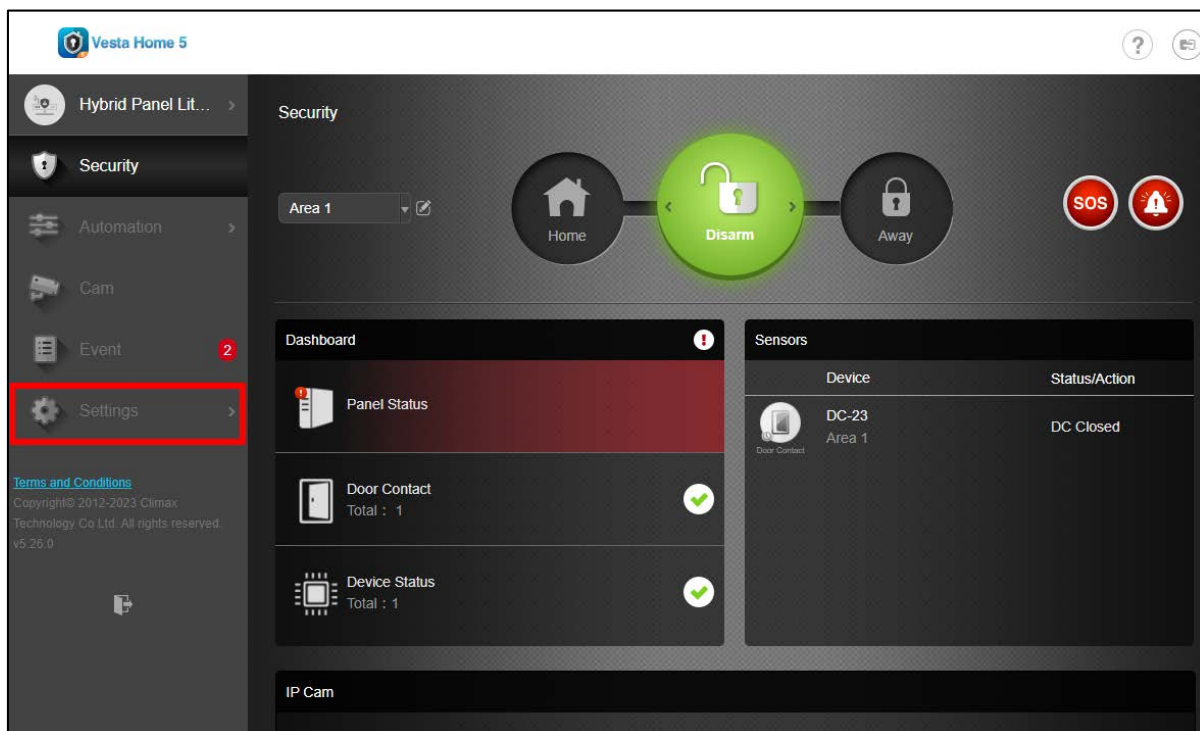 Vesta Home 5
?
Hybrid Panel Lit...
Security
Automation
Cam
Event
2
Settings
Terms and Conditions
Copyright© 2012-2023 Climax
Technology Co Ltd. All rights reserved.
v5.26.0
Security
Area 1
Home
Disarm
Away
SOS
Dashboard
Panel Status
Door Contact
Total : 1
Device Status
Total : 1
Sensors
Device
Status/Action
Door Contact
DC-23
Area 1
DC Closed
IP Cam